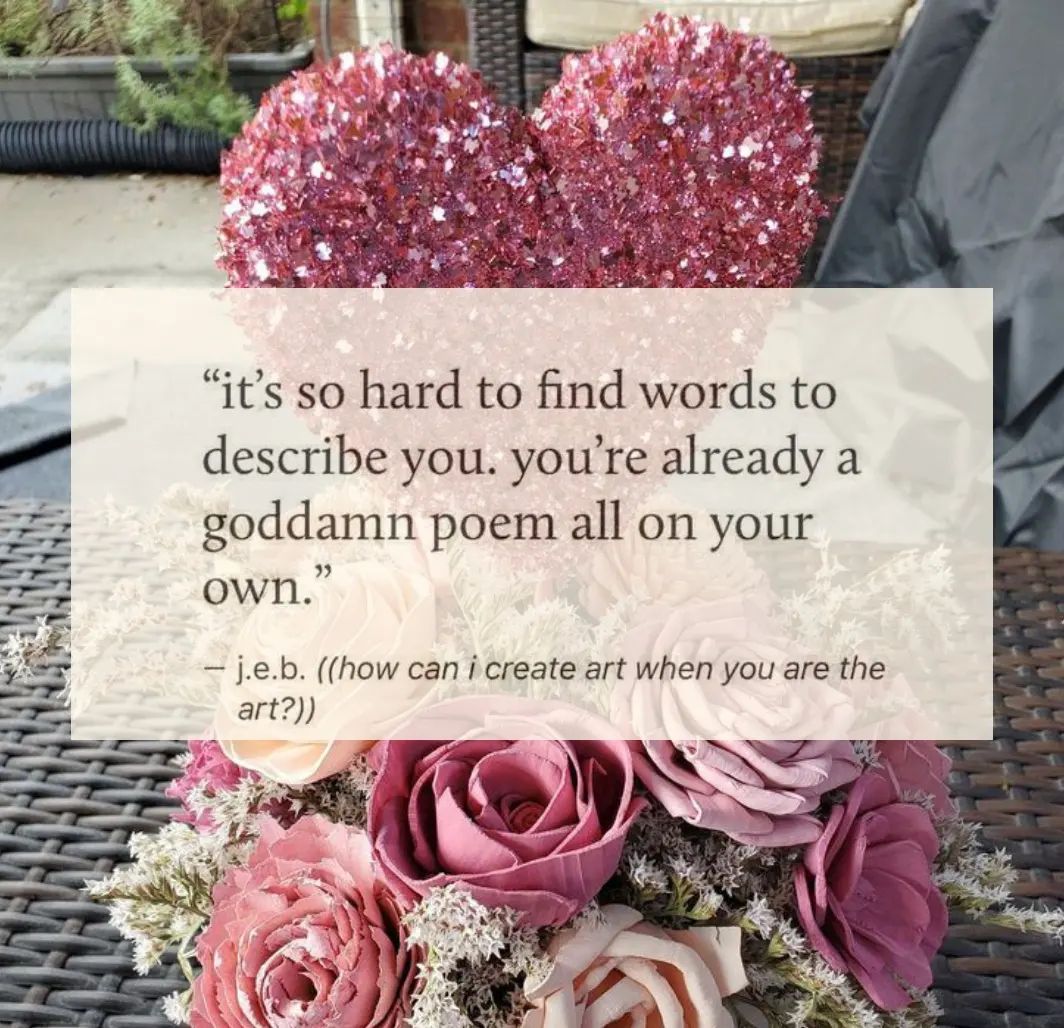 “it’s so hard to find words to
describe you. you’re already a
goddamn poem all on your
own.”
— j.e.b. ((how can i create art when you are the
art?))